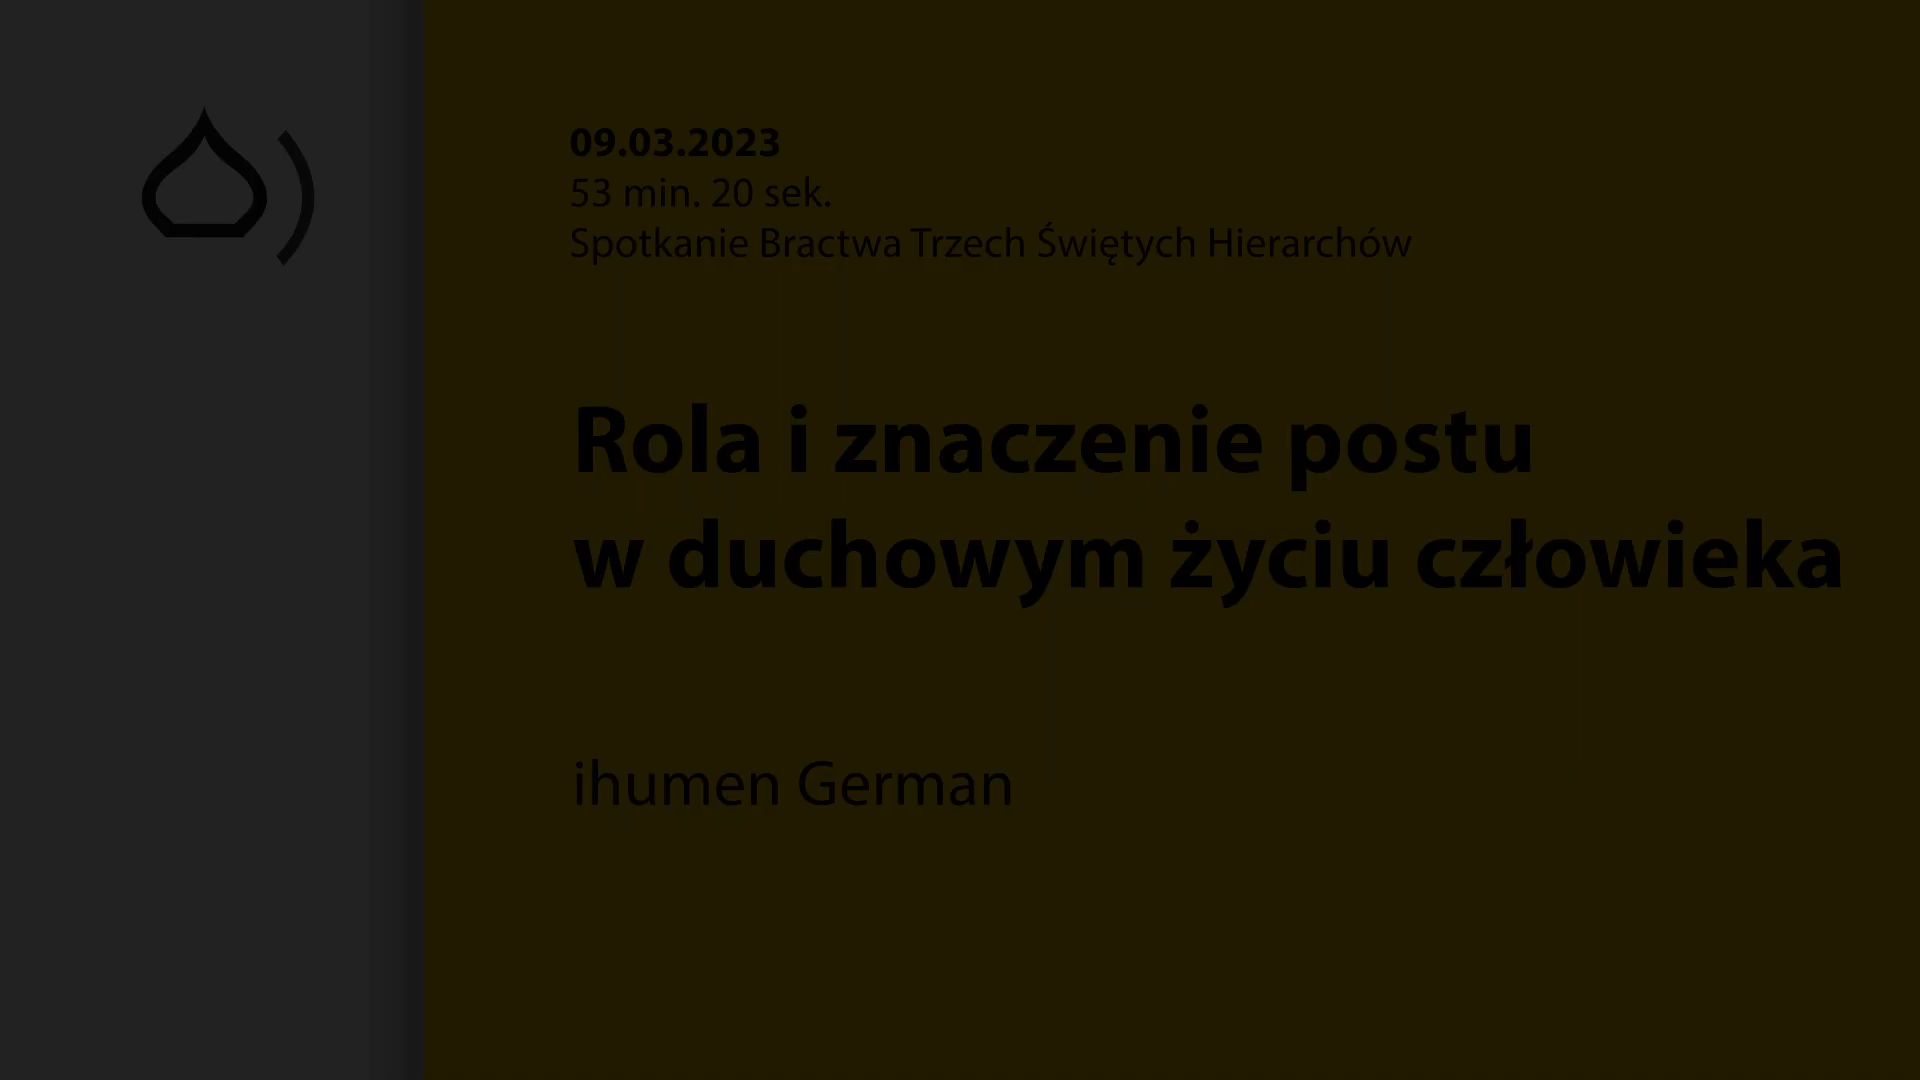 09.03.2023
53 min. 20 sek.
Spotkanie Bractwa Trzech Świętych Hierarchów
Rola i znaczenie postu
w duchowym życiu człowieka
ihumen German